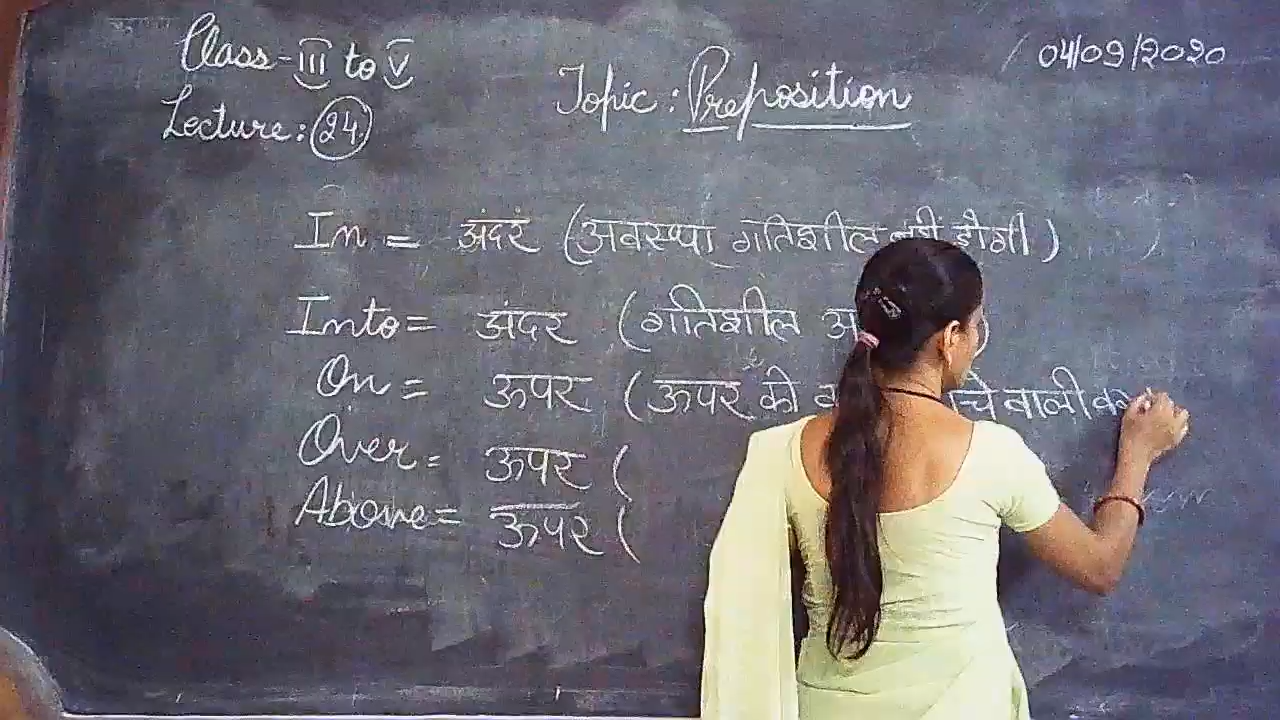 Class-III to V
04/09/2020
Lecture: 24
Topic: Preposition
In = अंदर (अवस्था गतिशील नहीं होगी)
Into = अंदर (गतिशील
On = ऊपर (ऊपर की वाली
Over = ऊपर (
Above = ऊपर (